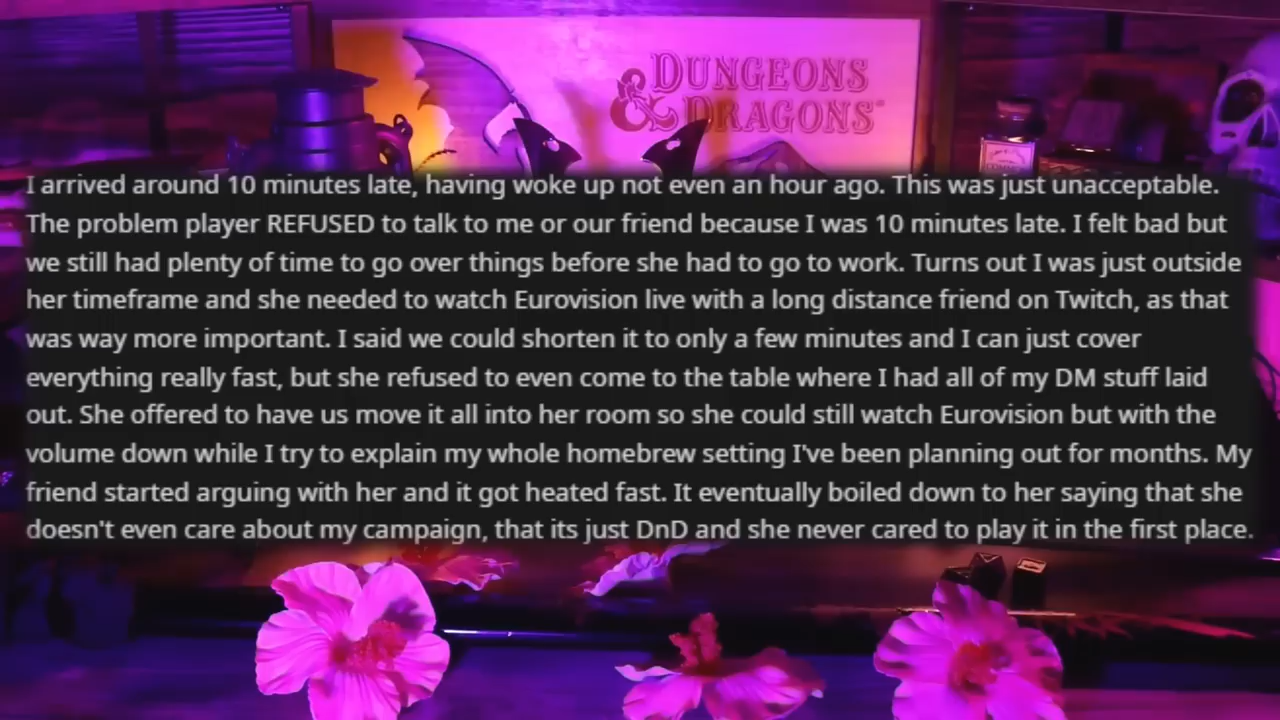 DUNGEONS
& DRAGONS
I arrived around 10 minutes late, having woke up not even an hour ago. This was just unacceptable.
The problem player REFUSED to talk to me or our friend because I was 10 minutes late. I felt bad but
we still had plenty of time to go over things before she had to go to work. Turns out I was just outside
her timeframe and she needed to watch Eurovision live with a long distance friend on Twitch, as that
was way more important. I said we could shorten it to only a few minutes and I can just cover
everything really fast, but she refused to even come to the table where I had all of my DM stuff laid
out. She offered to have us move it all into her room so she could still watch Eurovision but with the
volume down while I try to explain my whole homebrew setting I've been planning out for months. My
friend started arguing with her and it got heated fast. It eventually boiled down to her saying that she
doesn't even care about my campaign, that its just DnD and she never cared to play it in the first place.